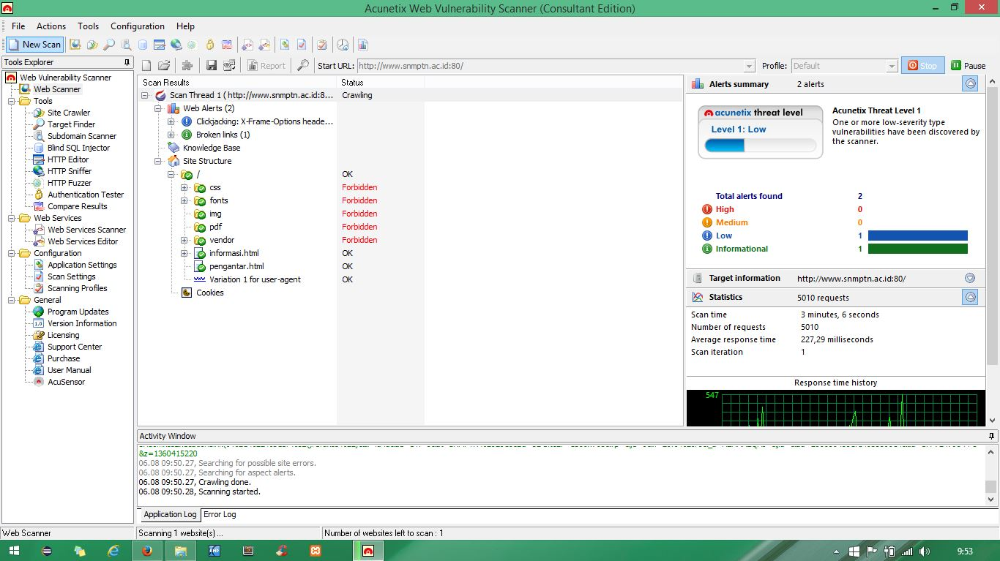 Acunetix Web Vulnerability Scanner (Consultant Edition)
File Actions Tools Configuration Help
New Scan
Tools Explorer
Report Start URL: http://www.snmptn.ac.id:80/ Profile: Default Stop Pause
Web Vulnerability Scanner
Web Scanner
Tools
Site Crawler
Target Finder
Subdomain Scanner
Blind SQL Injector
HTTP Editor
HTTP Sniffer
HTTP Fuzzer
Authentication Tester
Compare Results
Web Services
Web Services Scanner
Web Services Editor
Configuration
Application Settings
Scan Settings
Scanning Profiles
General
Program Updates
1.0 Version Information
Licensing
Support Center
Purchase
User Manual
AcuSensor
Scan Results Status
Scan Thread 1 ( http://www.snmptn.ac.id:8... Crawling
Web Alerts (2)
Clickjacking: X-Frame-Options heade...
Broken links (1)
Knowledge Base
Site Structure
/ OK
css Forbidden
fonts Forbidden
img Forbidden
pdf Forbidden
vendor Forbidden
informasi.html OK
pengantar.html OK
Variation 1 for user-agent OK
Cookies
Alerts summary 2 alerts
acunetix threat level
Level 1: Low
Acunetix Threat Level 1
One or more low-severity type
vulnerabilities have been discovered by
the scanner.
Total alerts found 2
High 0
Medium 0
Low 1
Informational 1
Target information http://www.snmptn.ac.id:80/
Statistics 5010 requests
Scan time 3 minutes, 6 seconds
Number of requests 5010
Average response time 227,29 milliseconds
Scan iteration 1
Response time history
547
Activity Window
&z=1360415220
06.08 09:50.27, Searching for possible site errors.
06.08 09:50.27, Searching for aspect alerts.
06.08 09:50.27, Crawling done.
06.08 09:50.28, Scanning started.
Application Log Error Log
Web Scanner Scanning 1 website(s) ... Number of websites left to scan : 1
9:53